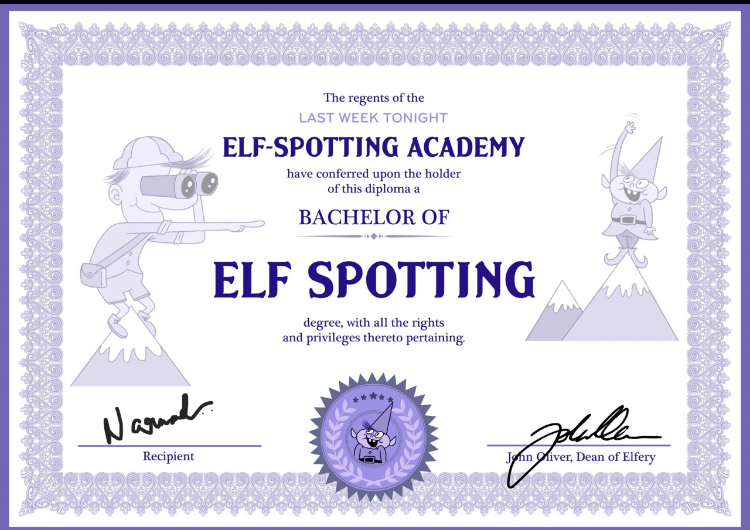 The regents of the
LAST WEEK TONIGHT
ELF-SPOTTING ACADEMY
have conferred upon the holder
of this diploma a
BACHELOR OF
ELF SPOTTING
degree, with all the rights
and privileges thereto pertaining.
Recipient
John Oliver, Dean of Elfery